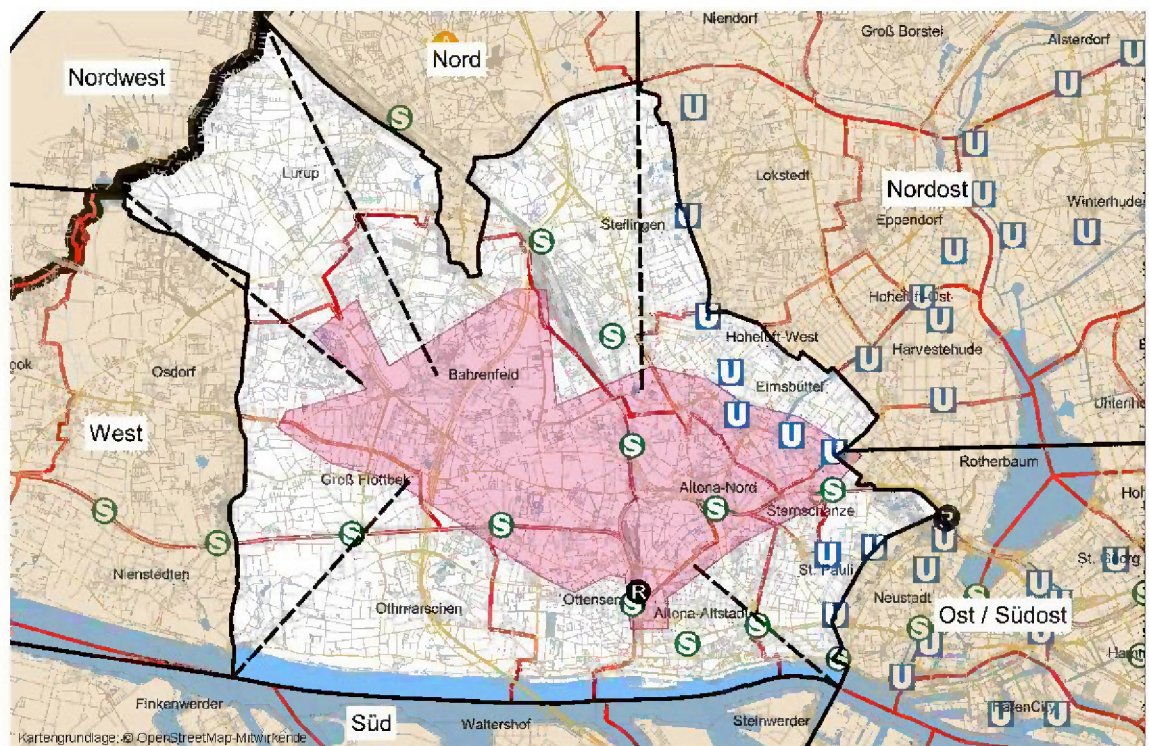 Niendorf
Groß Borstel
Alsterdorf
Nord
Nordwest
U
U
S
U
U
Lurup
Lokstedt
Nordost
U
Winterhude
Eppendorf
U
Stellingen
U
U
S
U
Hoheluft-Ost
U
U
U
Hoheluft-West
S
Harvestehude
U
Osdorf
Bahrenfeld
U
Eimsbüttel
U
U
West
U
S
U
Rotherbaum
Groß Flottbek
Altona-Nord
S
S
S
Sternschanze
R
S
S
S
U
U
U
St. Georg
U
Nienstedten
St. Pauli
U
U
R
Ottensen
S
Neustadt
S
Othmarschen
Altona-Altstadt
U
Ost / Südost
S
S
S
U
U
S
S
U
Finkenwerder
Süd
Waltershof
Steinwerder
HafenCity
U
U
Kartengrundlage: © OpenStreetMap-Mitwirkende